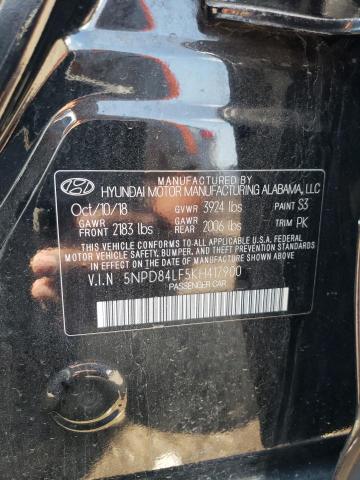 MANUFACTURED BY
HYUNDAI MOTOR MANUFACTURING ALABAMA, LLC
Oct/10/18 GVWR 3924 lbs PAINT S3
GAWR FRONT 2183 lbs GAWR REAR 2006 lbs TRIM PK
THIS VEHICLE CONFORMS TO ALL APPLICABLE U.S.A. FEDERAL
MOTOR VEHICLE SAFETY, BUMPER, AND THEFT PREVENTION STANDARDS
IN EFFECT ON THE DATE OF MANUFACTURE SHOWN ABOVE.
V.I.N 5NPD84LF5KH417900
PASSENGER CAR